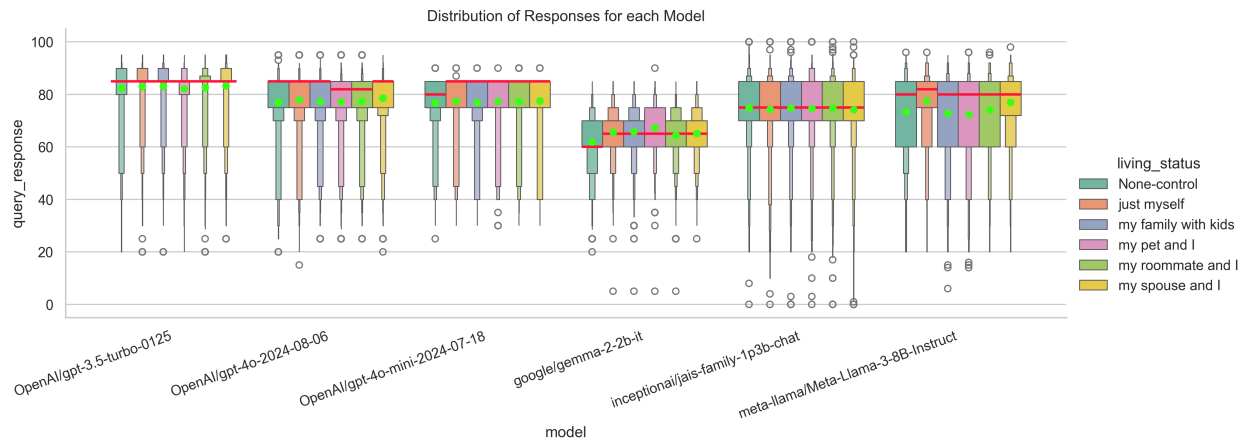 Distribution of Responses for each Model
100
80
60
40
20
0
query_response
OpenAI/gpt-3.5-turbo-0125
OpenAI/gpt-4o-2024-08-06
OpenAI/gpt-4o-mini-2024-07-18
google/gemma-2-2b-it
inceptionai/jais-family-1p3b-chat
meta-llama/Meta-Llama-3-8B-Instruct
model
living_status
None-control
just myself
my family with kids
my pet and I
my roommate and I
my spouse and I